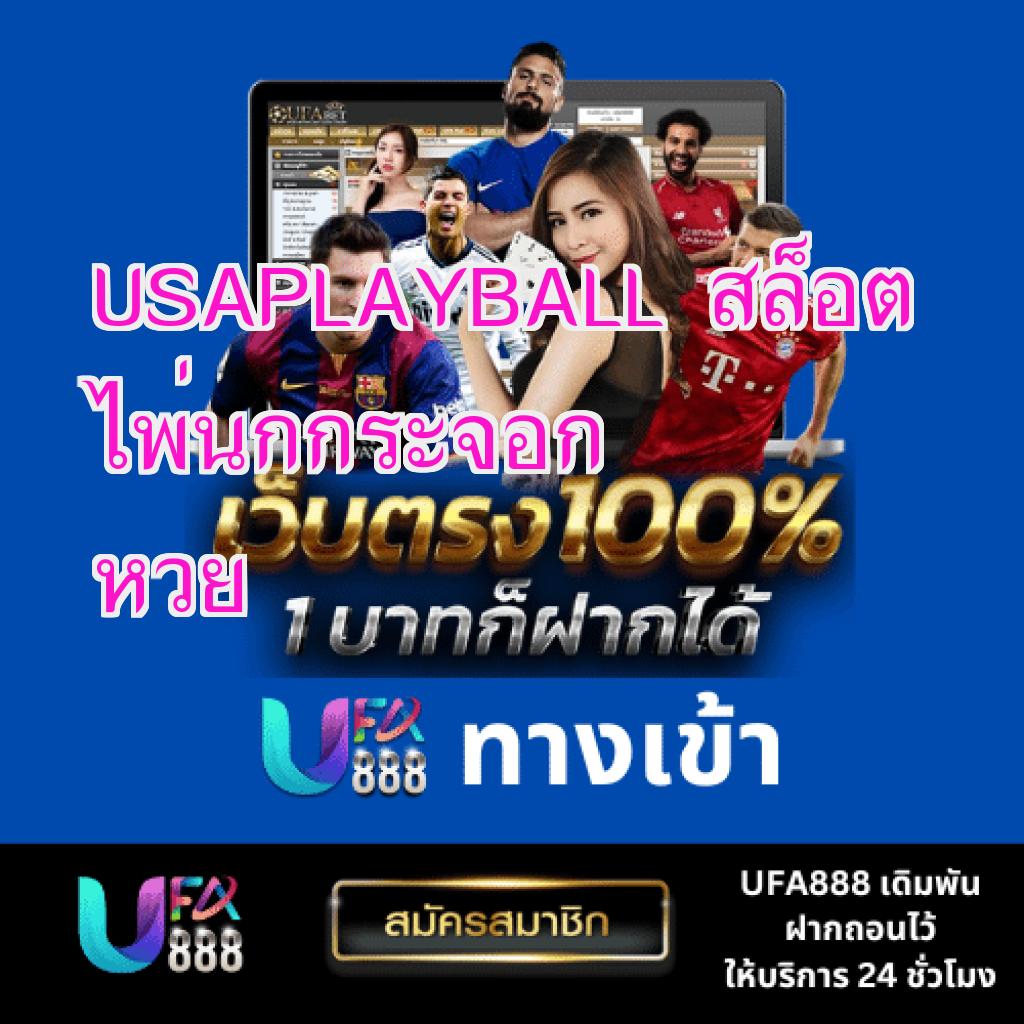 UFABET
USAPLAYBALL สล็อต
ไพ่นกกระจอก
เว็บตรง100%
หวย
1 บาทก็ฝากได้
UFA
888
ทางเข้า
UFA
888
สมัครสมาชิก
UFA888 เดิมพัน
ฝากถอนไว้
ให้บริการ 24 ชั่วโมง